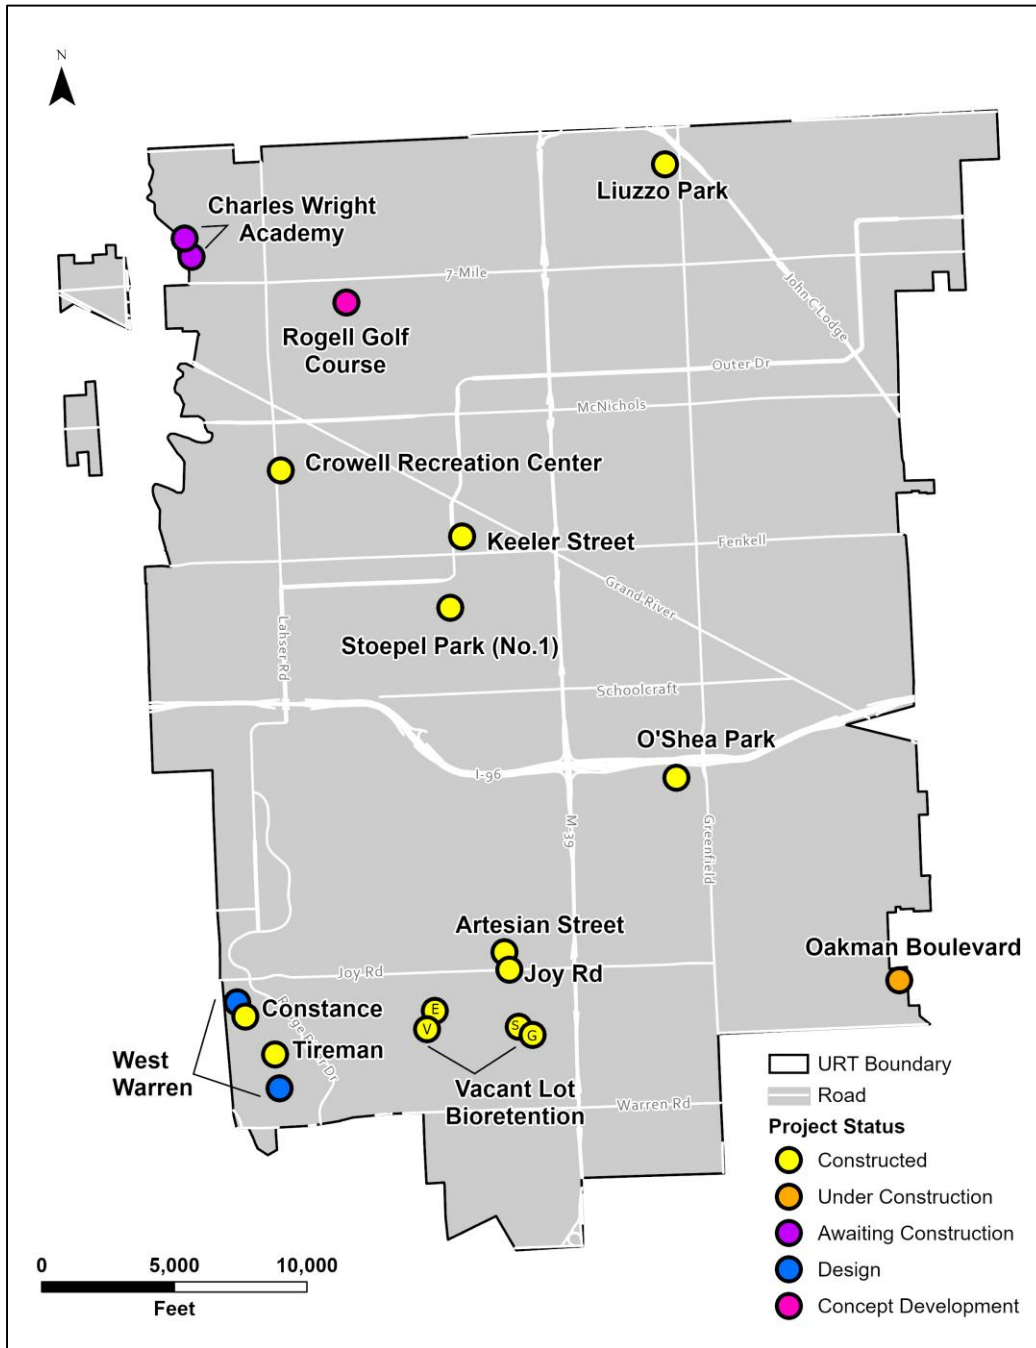 N
Liuzzo Park
Charles Wright
Academy
7-Mile
John C Lodge
Rogell Golf
Course
Outer Dr
McNichols
Crowell Recreation Center
Keeler Street
Fenkell
Grand River
Lahser Rd
Stoepel Park (No.1)
Schoolcraft
O'Shea Park
I-96
M-39
Greenfield
Artesian Street
Oakman Boulevard
Joy Rd
Joy Rd
Constance
E
V
S
G
Tireman
West
Warren
Vacant Lot
Bioretention
Warren Rd
URT Boundary
Road
Project Status
Constructed
Under Construction
Awaiting Construction
Design
Concept Development
0 5,000 10,000
Feet